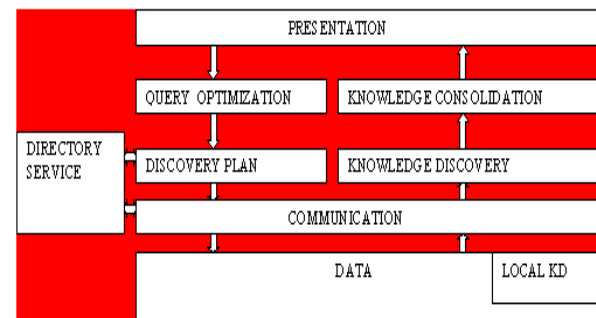 PRESENTATION
QUERY OPTIMIZATION
KNOWLEDGE CONSOLIDATION
DIRECTORY
SERVICE
DISCOVERY PLAN
KNOWLEDGE DISCOVERY
COMMUNICATION
DATA
LOCAL KD